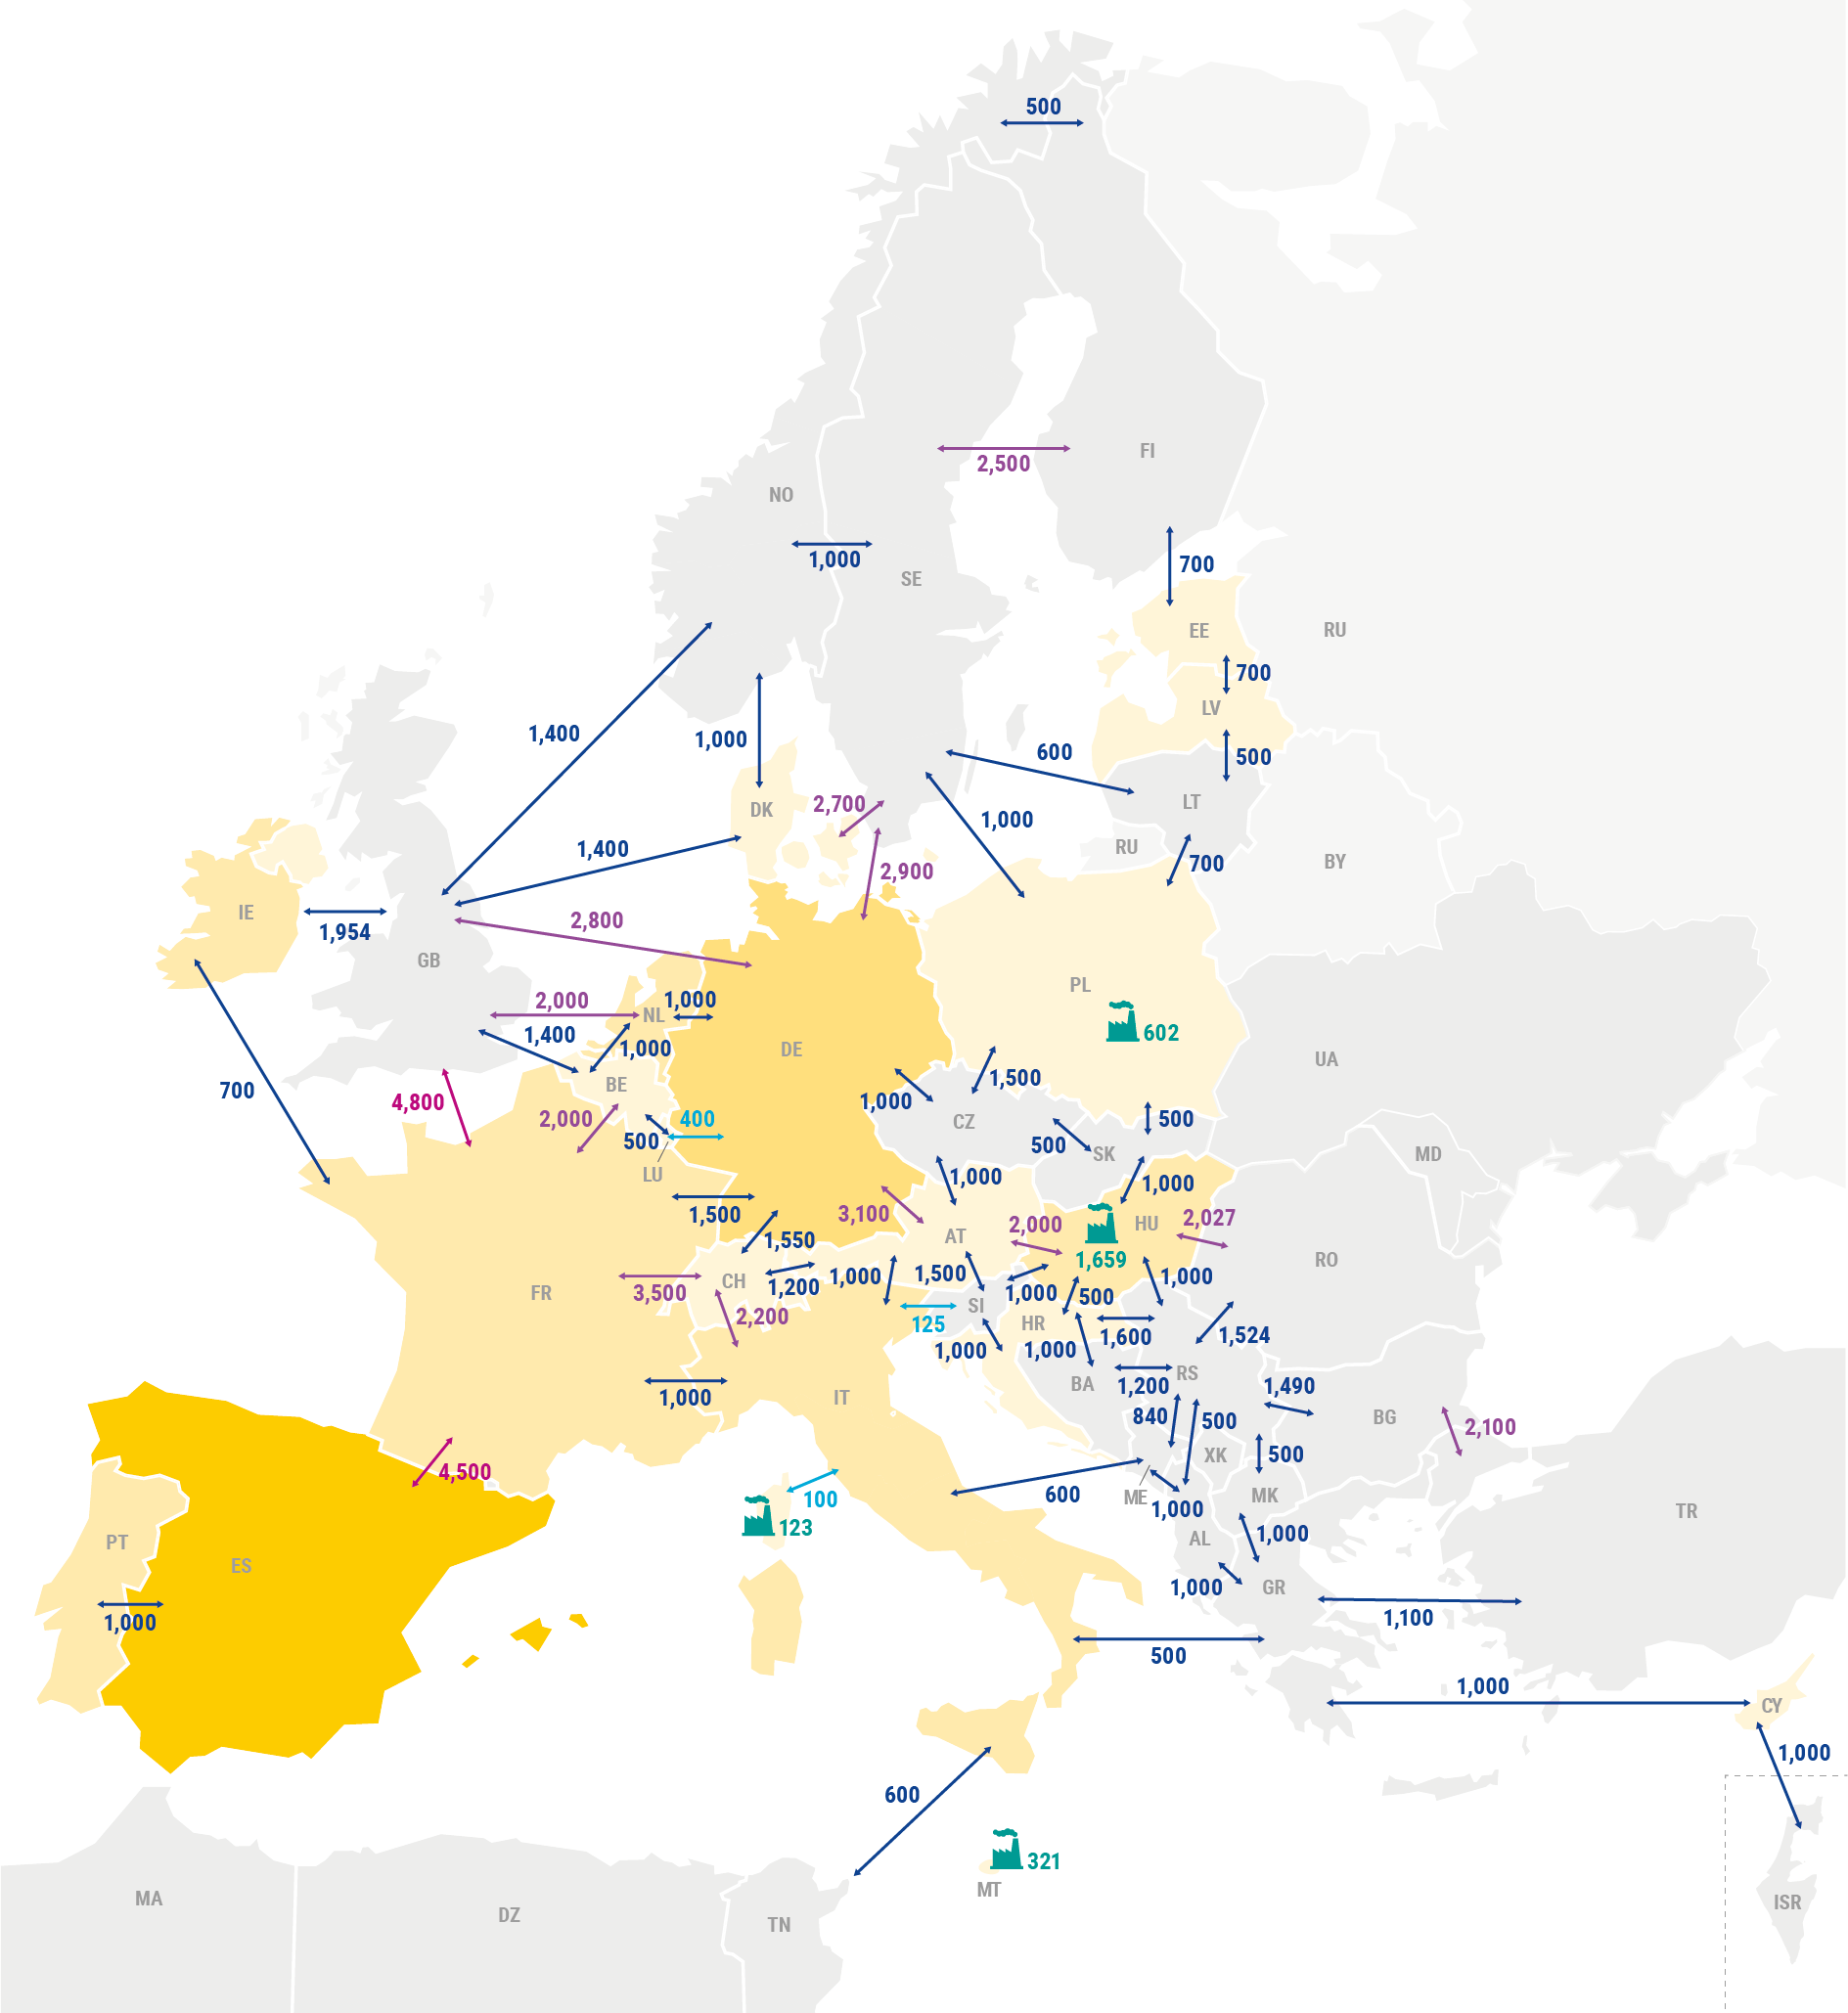 500
FI
2,500
NO
1,000
SE
700
EE
RU
700
LV
1,400
1,000
600
500
DK
2,700
LT
1,000
1,400
RU
700
BY
2,900
IE
1,954
2,800
GB
PL
2,000
1,000
NL
602
1,400
1,000
DE
UA
BE
1,500
700
4,800
1,000
2,000
400
CZ
500
500
500
SK
MD
LU
1,000
1,000
1,500
3,100
2,000
HU
2,027
1,550
AT
1,659
RO
CH
1,200
1,000
1,500
1,000
FR
3,500
1,000
500
2,200
SI
125
HR
1,600
1,524
1,000
1,000
RS
BA
1,200
1,490
1,000
IT
840
500
BG
2,100
4,500
XK
500
600
ME
MK
100
1,000
TR
123
PT
AL
1,000
ES
1,000
GR
1,000
1,100
500
1,000
CY
1,000
600
321
MT
MA
DZ
TN
ISR